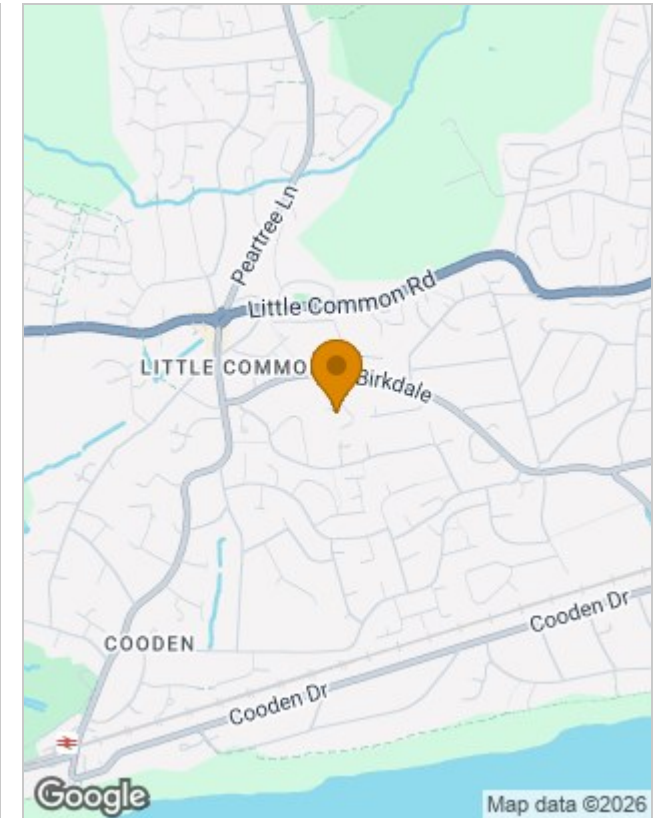 Peartree Ln
Little Common Rd
LITTLE COMMO
Birkdale
COODEN
Cooden Dr
Cooden Dr
Google
Map data ©2026